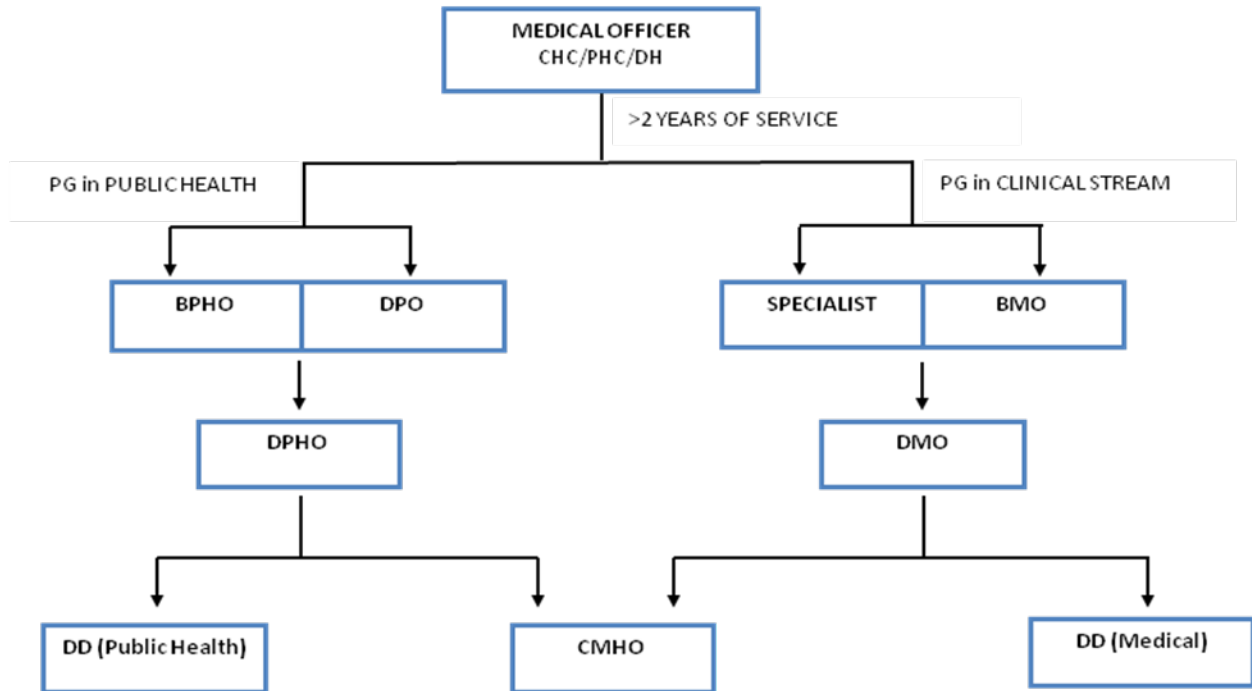 MEDICAL OFFICER
CHC/PHC/DH
>2 YEARS OF SERVICE
PG in PUBLIC HEALTH
PG in CLINICAL STREAM
BPHO
DPO
SPECIALIST
BMO
DPHO
DMO
DD (Public Health)
CMHO
DD (Medical)